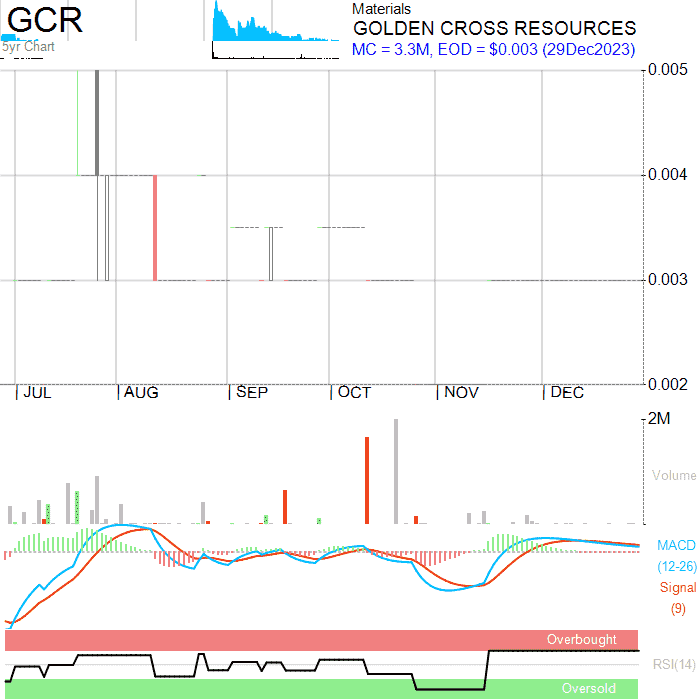 GCR
5yr Chart
Materials
GOLDEN CROSS RESOURCES
MC = 3.3M, EOD = $0.003 (29Dec2023)
0.005
0.004
0.003
0.002
JUL AUG SEP OCT NOV DEC
2M
Volume
MACD
(12-26)
Signal
(9)
Overbought
RSI(14)
Oversold